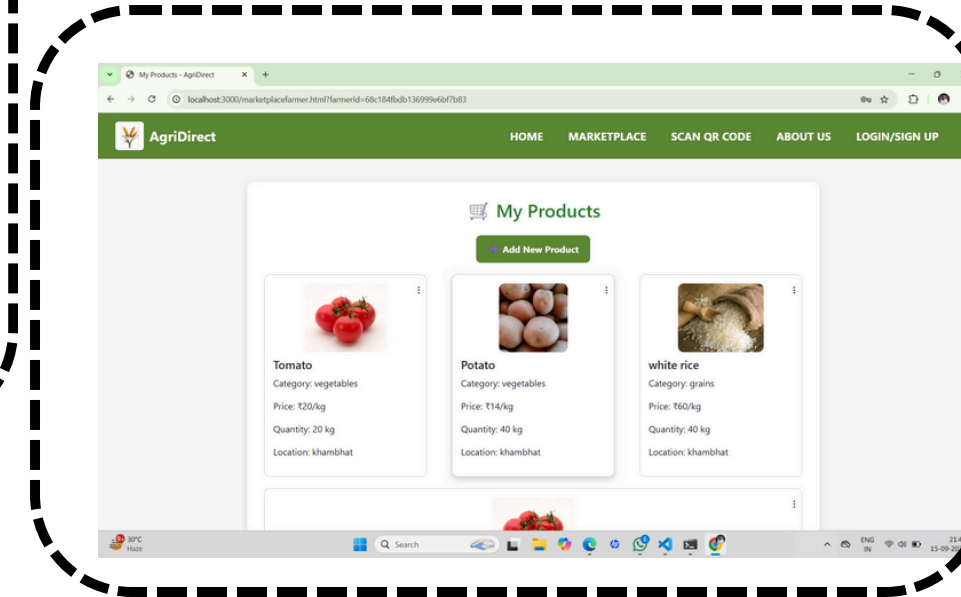 My Products - AgriDirect
localhost:3000/marketplacefarmer.html?farmerId=68c184fbdb136999e6bf7b83
AgriDirect HOME MARKETPLACE SCAN QR CODE ABOUT US LOGIN/SIGN UP
My Products
Add New Product
Tomato
Category: vegetables
Price: ₹20/kg
Quantity: 20 kg
Location: khambhat
Potato
Category: vegetables
Price: ₹14/kg
Quantity: 40 kg
Location: khambhat
white rice
Category: grains
Price: ₹60/kg
Quantity: 40 kg
Location: khambhat
30°C
Haze
Search
ENG
IN